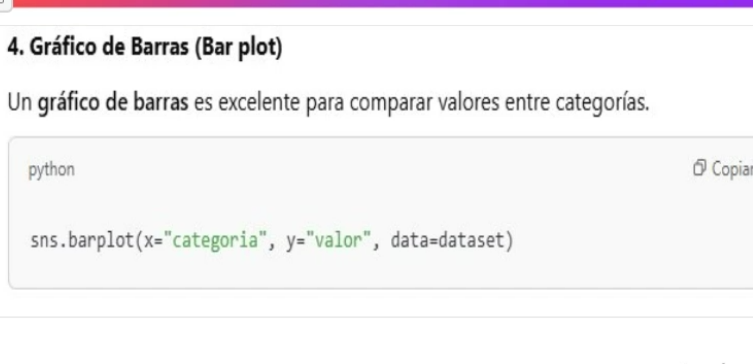 4. Gráfico de Barras (Bar plot)
Un gráfico de barras es excelente para comparar valores entre categorías.
python
Copiar
sns.barplot(x="categoria", y="valor", data=dataset)